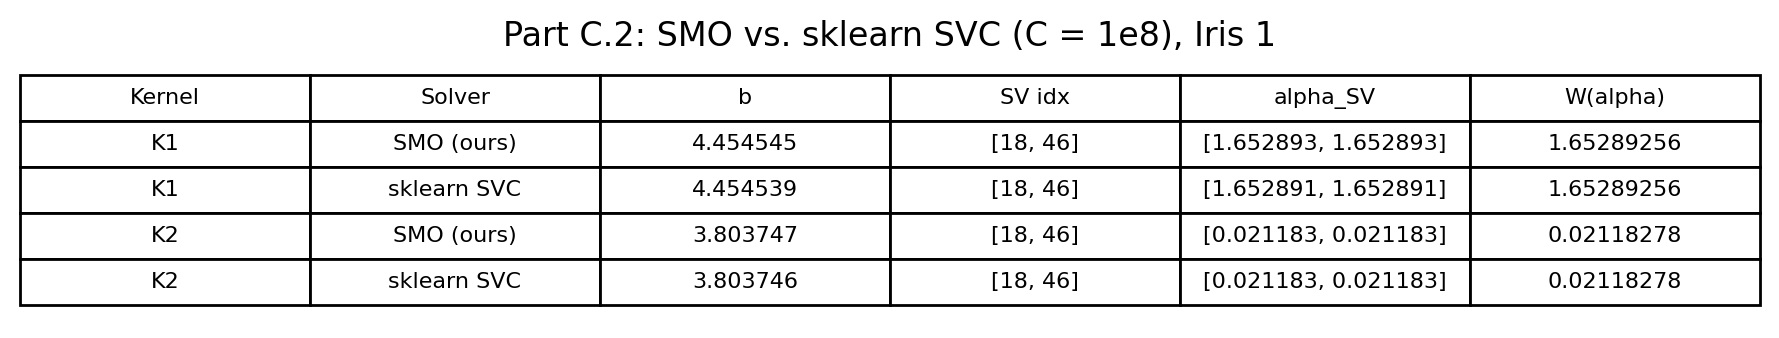 Part C.2: SMO vs. sklearn SVC (C = 1e8), Iris 1
Kernel Solver b SV idx alpha_SV W(alpha)
K1 SMO (ours) 4.454545 [18, 46] [1.652893, 1.652893] 1.65289256
K1 sklearn SVC 4.454539 [18, 46] [1.652891, 1.652891] 1.65289256
K2 SMO (ours) 3.803747 [18, 46] [0.021183, 0.021183] 0.02118278
K2 sklearn SVC 3.803746 [18, 46] [0.021183, 0.021183] 0.02118278